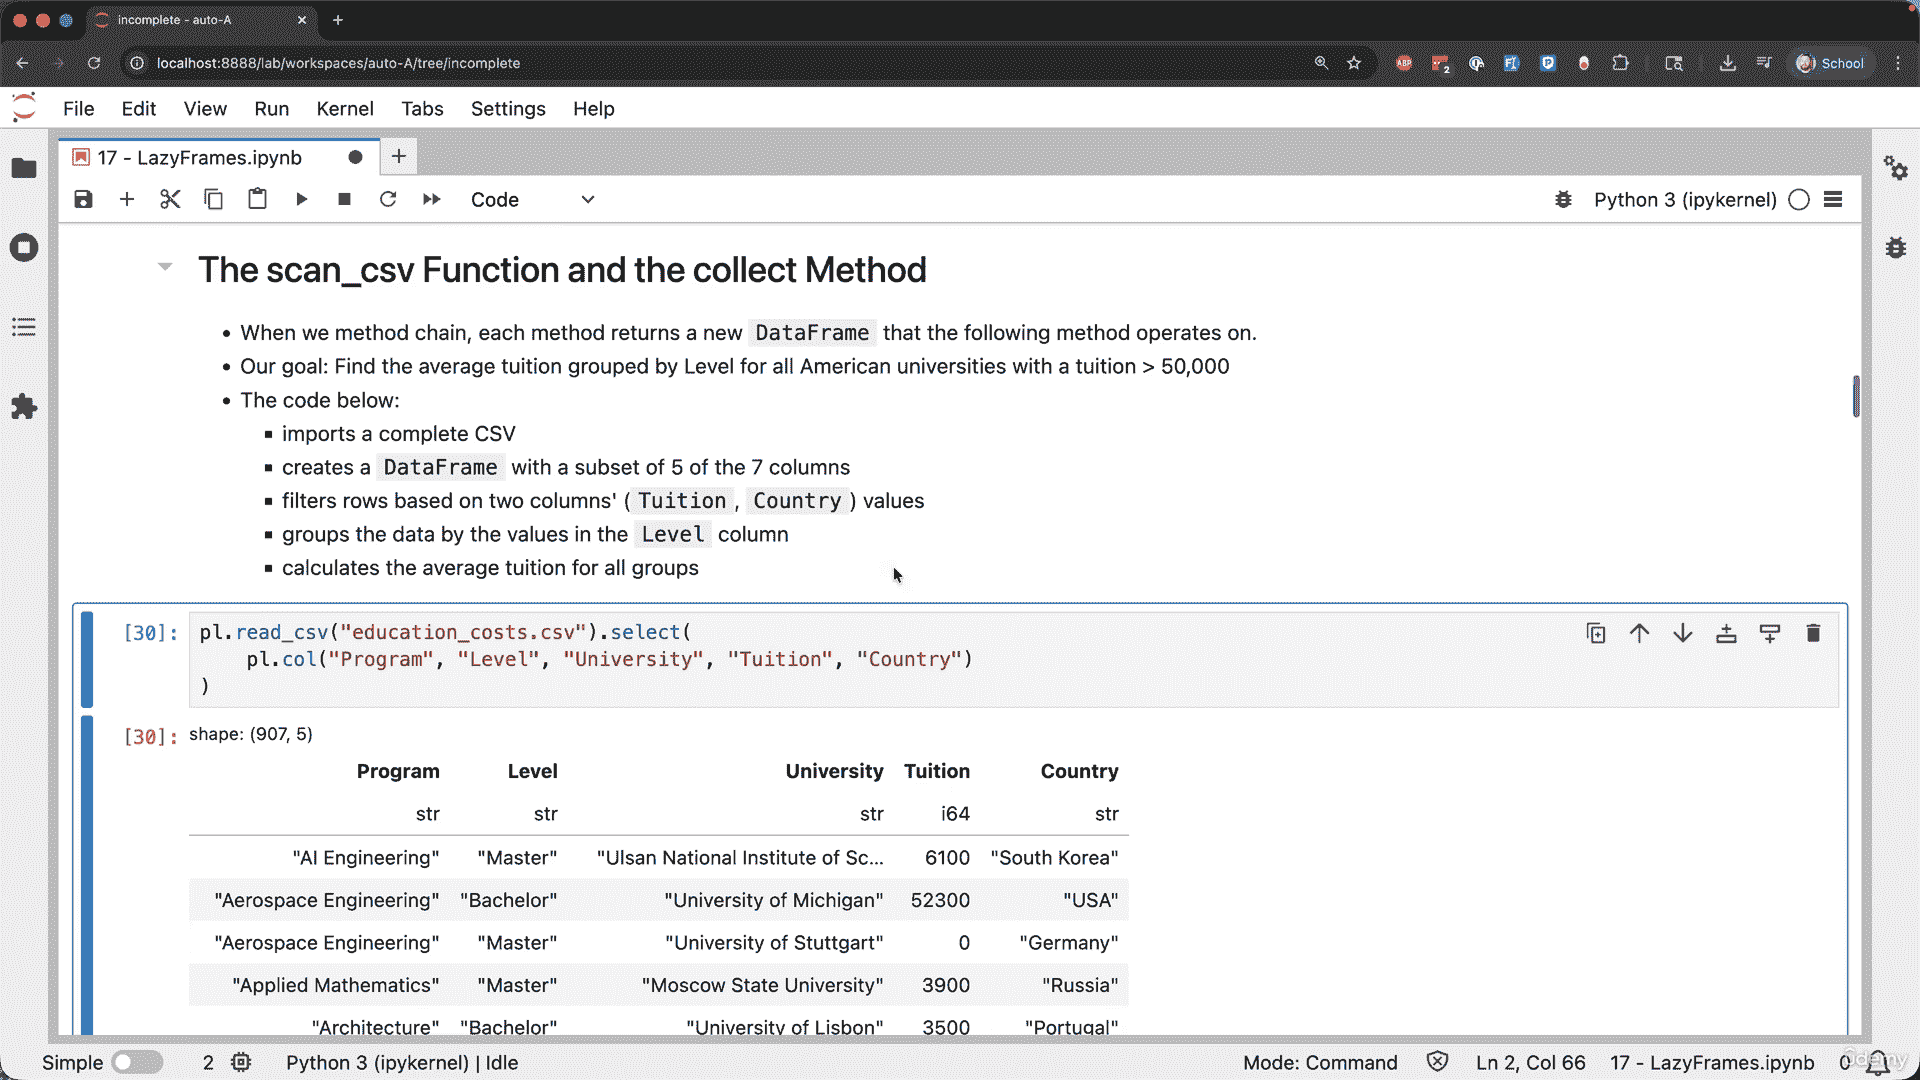 incomplete - auto-A
localhost:8888/lab/workspaces/auto-A/tree/incomplete
ABP
2
School
File Edit View Run Kernel Tabs Settings Help
17 - LazyFrames.ipynb
Code
Python 3 (ipykernel)
The scan_csv Function and the collect Method
• When we method chain, each method returns a new DataFrame that the following method operates on.
• Our goal: Find the average tuition grouped by Level for all American universities with a tuition > 50,000
• The code below:
▪ imports a complete CSV
▪ creates a DataFrame with a subset of 5 of the 7 columns
▪ filters rows based on two columns' ( Tuition , Country ) values
▪ groups the data by the values in the Level column
▪ calculates the average tuition for all groups
[30]: pl.read_csv("education_costs.csv").select(
pl.col("Program", "Level", "University", "Tuition", "Country")
)
[30]: shape: (907, 5)
Program Level University Tuition Country
str str str i64 str
"AI Engineering" "Master" "Ulsan National Institute of Sc… 6100 "South Korea"
"Aerospace Engineering" "Bachelor" "University of Michigan" 52300 "USA"
"Aerospace Engineering" "Master" "University of Stuttgart" 0 "Germany"
"Applied Mathematics" "Master" "Moscow State University" 3900 "Russia"
"Architecture" "Bachelor" "University of Lisbon" 3500 "Portugal"
Simple 2 Python 3 (ipykernel) | Idle Mode: Command Ln 2, Col 66 17 - LazyFrames.ipynb 0
Udemy